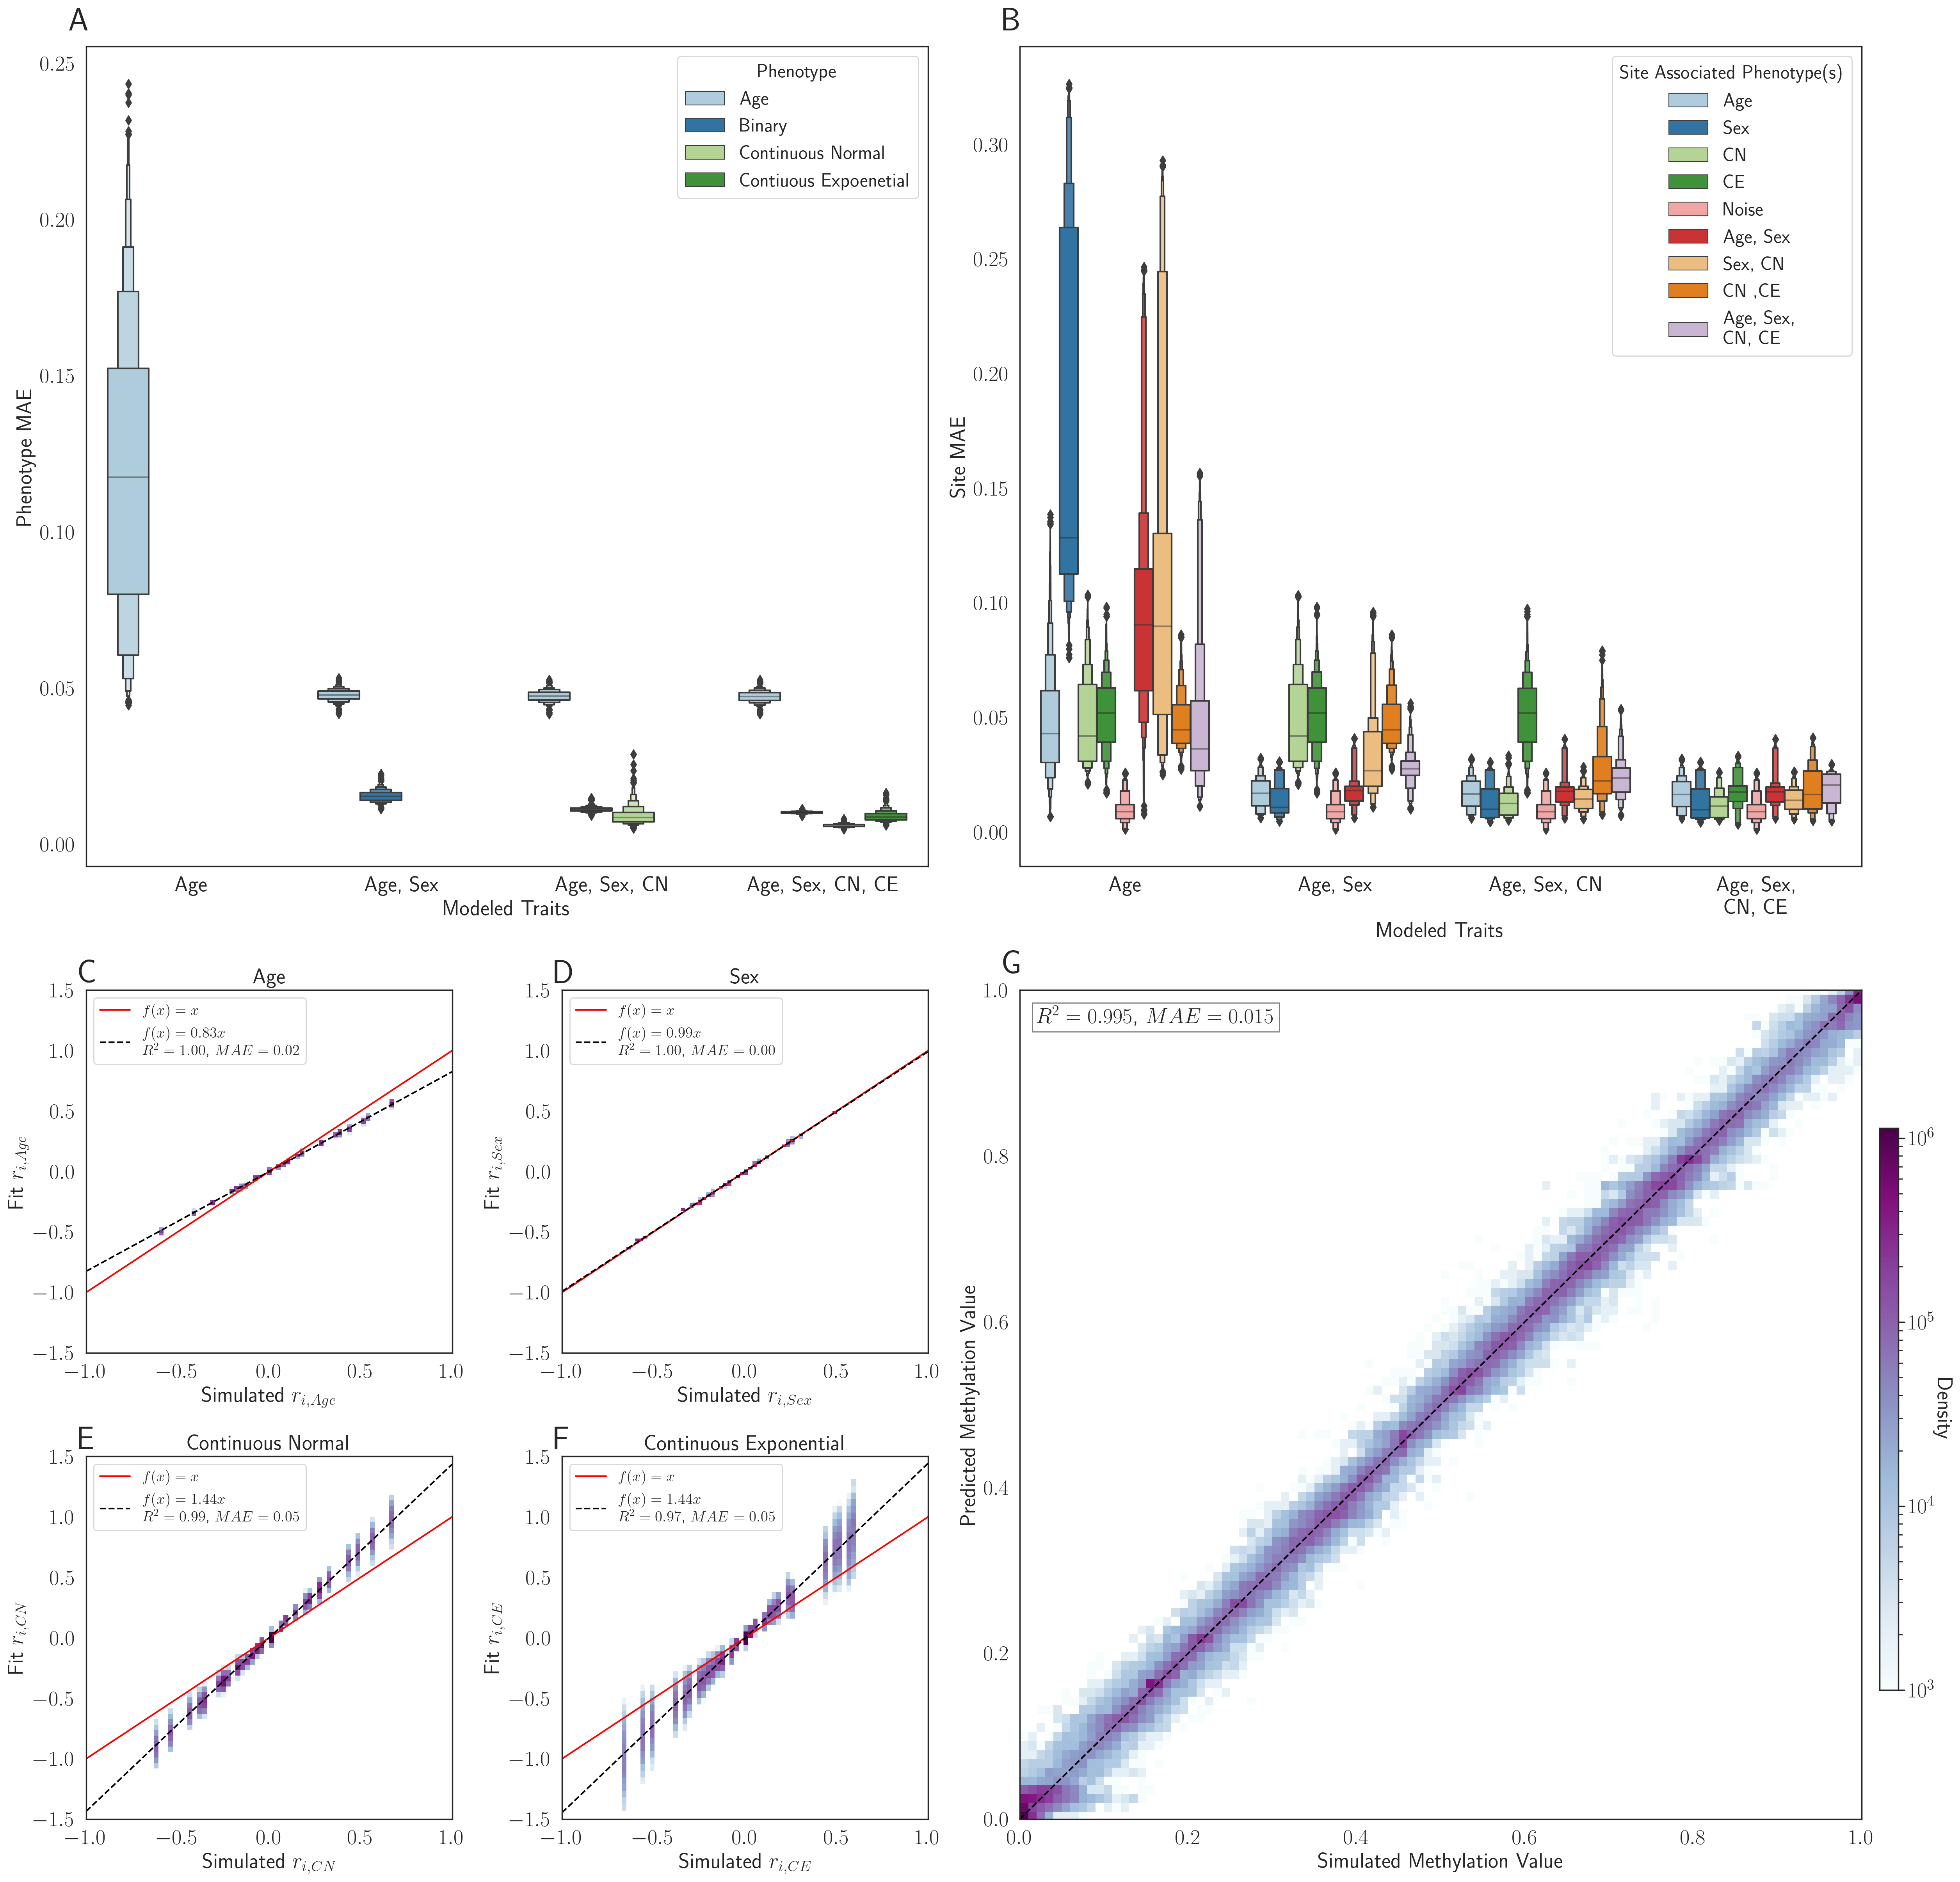 A
0.25
0.20
0.15
0.10
0.05
0.00
Phenotype MAE
Phenotype
Age
Binary
Continuous Normal
Contiuous Expoenetial
Age
Age, Sex
Age, Sex, CN
Age, Sex, CN, CE
Modeled Traits
B
0.30
0.25
0.20
0.15
0.10
0.05
0.00
Site MAE
Site Associated Phenotype(s)
Age
Sex
CN
CE
Noise
Age, Sex
Sex, CN
CN ,CE
Age, Sex,
CN, CE
Age
Age, Sex
Age, Sex, CN
Age, Sex,
CN, CE
Modeled Traits
C
Age
f(x) = x
f(x) = 0.83x
R² = 1.00, MAE = 0.02
1.5
1.0
0.5
0.0
−0.5
−1.0
−1.5
Fit r_{i,Age}
−1.0 −0.5 0.0 0.5 1.0
Simulated r_{i,Age}
D
Sex
f(x) = x
f(x) = 0.99x
R² = 1.00, MAE = 0.00
1.5
1.0
0.5
0.0
−0.5
−1.0
−1.5
Fit r_{i,Sex}
−1.0 −0.5 0.0 0.5 1.0
Simulated r_{i,Sex}
E
Continuous Normal
f(x) = x
f(x) = 1.44x
R² = 0.99, MAE = 0.05
1.5
1.0
0.5
0.0
−0.5
−1.0
−1.5
Fit r_{i,CN}
−1.0 −0.5 0.0 0.5 1.0
Simulated r_{i,CN}
F
Continuous Exponential
f(x) = x
f(x) = 1.44x
R² = 0.97, MAE = 0.05
1.5
1.0
0.5
0.0
−0.5
−1.0
−1.5
Fit r_{i,CE}
−1.0 −0.5 0.0 0.5 1.0
Simulated r_{i,CE}
G
R² = 0.995, MAE = 0.015
1.0
0.8
0.6
0.4
0.2
0.0
Predicted Methylation Value
0.0 0.2 0.4 0.6 0.8 1.0
Simulated Methylation Value
10⁶
10⁵
10⁴
10³
Density